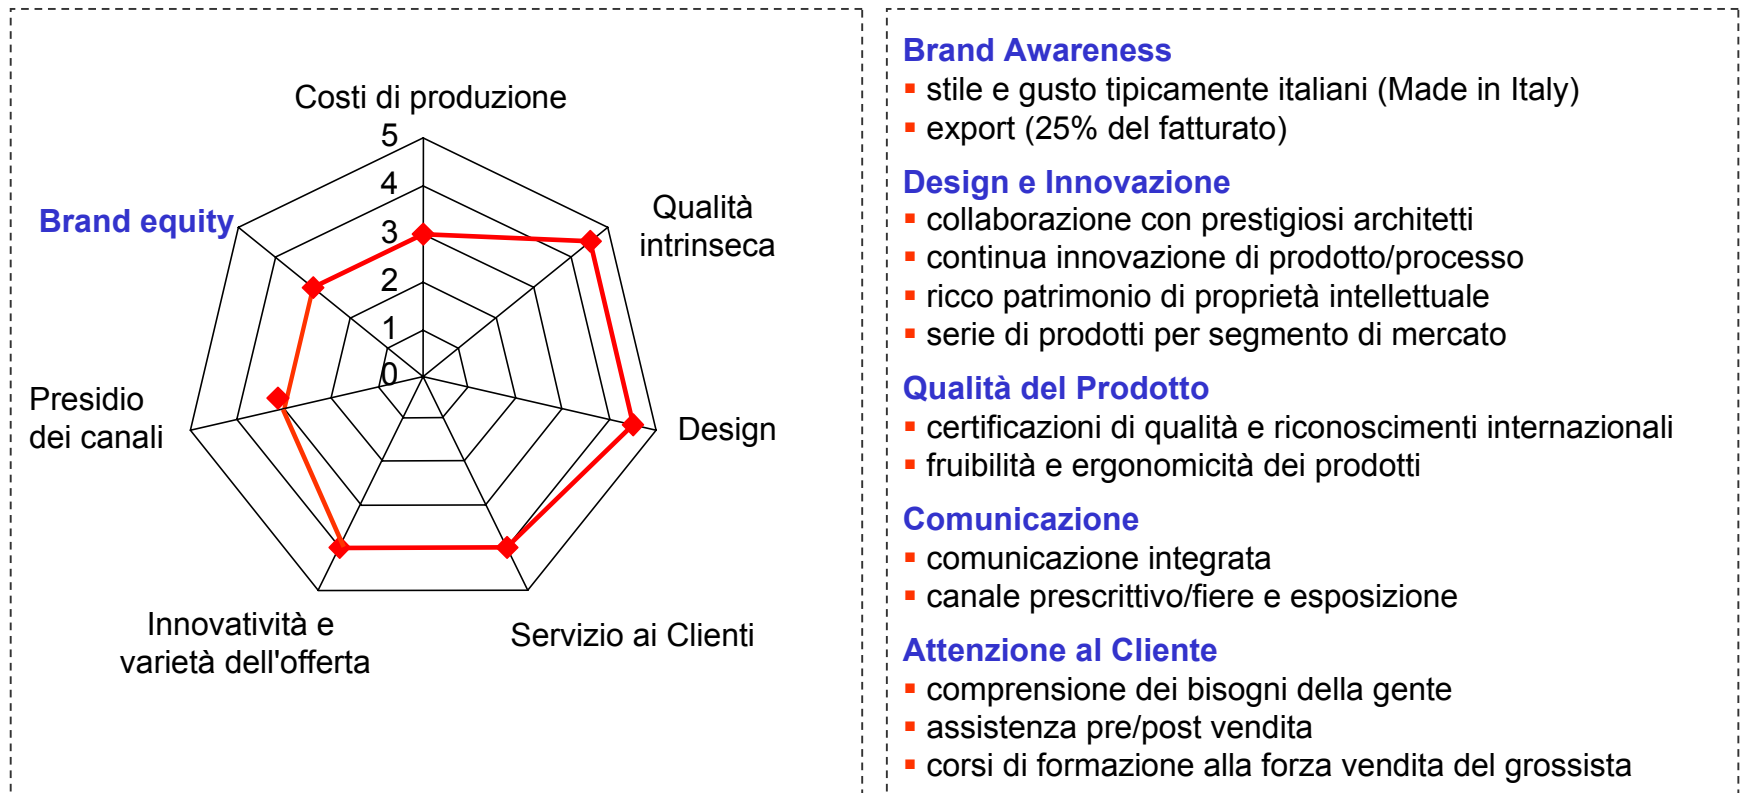 Costi di produzione
5
4
3
2
1
0
Qualità
intrinseca
Design
Servizio ai Clienti
Innovatività e
varietà dell'offerta
Presidio
dei canali
Brand equity
Brand Awareness
▪ stile e gusto tipicamente italiani (Made in Italy)
▪ export (25% del fatturato)
Design e Innovazione
▪ collaborazione con prestigiosi architetti
▪ continua innovazione di prodotto/processo
▪ ricco patrimonio di proprietà intellettuale
▪ serie di prodotti per segmento di mercato
Qualità del Prodotto
▪ certificazioni di qualità e riconoscimenti internazionali
▪ fruibilità e ergonomicità dei prodotti
Comunicazione
▪ comunicazione integrata
▪ canale prescrittivo/fiere e esposizione
Attenzione al Cliente
▪ comprensione dei bisogni della gente
▪ assistenza pre/post vendita
▪ corsi di formazione alla forza vendita del grossista